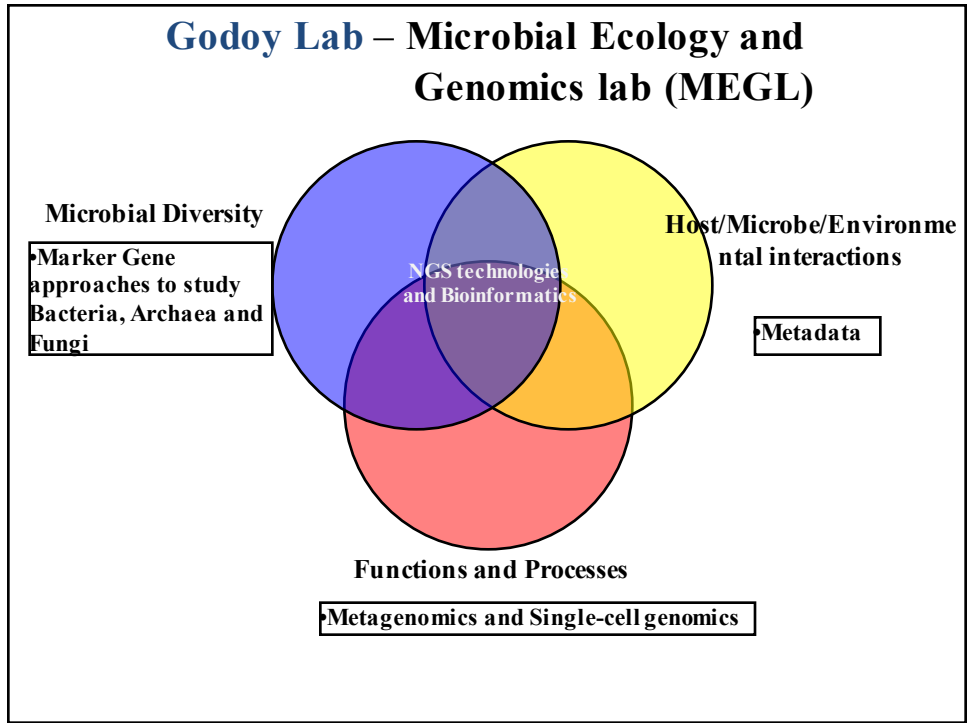 Godoy Lab – Microbial Ecology and
Genomics lab (MEGL)
Microbial Diversity
•Marker Gene
approaches to study
Bacteria, Archaea and
Fungi
NGS technologies
and Bioinformatics
Host/Microbe/Environme
ntal interactions
•Metadata
Functions and Processes
•Metagenomics and Single-cell genomics